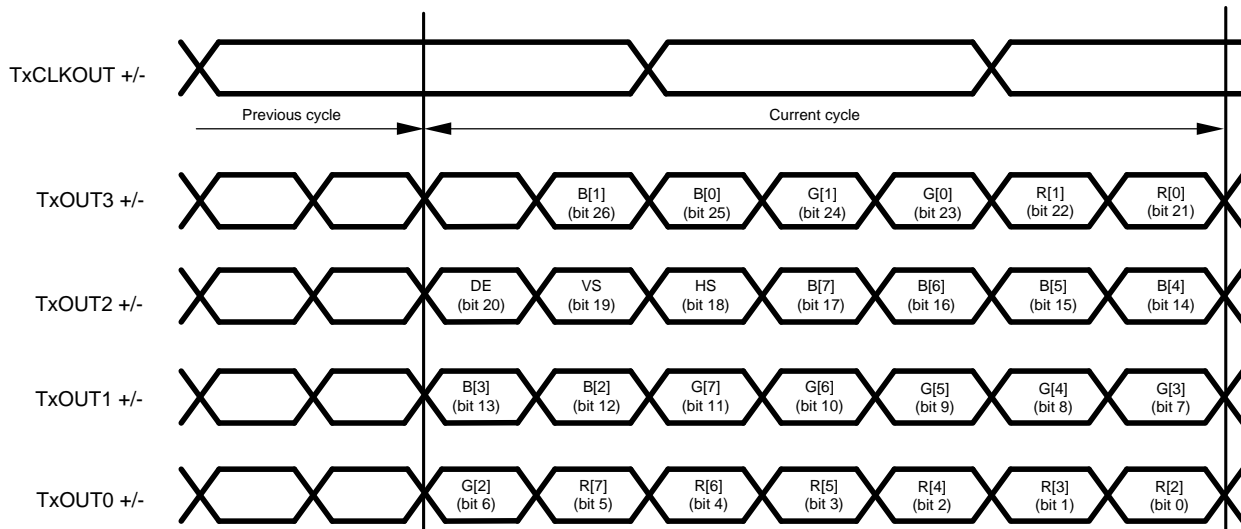 TxCLKOUT +/-
Previous cycle
Current cycle
TxOUT3 +/-
B[1]
(bit 26)
B[0]
(bit 25)
G[1]
(bit 24)
G[0]
(bit 23)
R[1]
(bit 22)
R[0]
(bit 21)
TxOUT2 +/-
DE
(bit 20)
VS
(bit 19)
HS
(bit 18)
B[7]
(bit 17)
B[6]
(bit 16)
B[5]
(bit 15)
B[4]
(bit 14)
TxOUT1 +/-
B[3]
(bit 13)
B[2]
(bit 12)
G[7]
(bit 11)
G[6]
(bit 10)
G[5]
(bit 9)
G[4]
(bit 8)
G[3]
(bit 7)
TxOUT0 +/-
G[2]
(bit 6)
R[7]
(bit 5)
R[6]
(bit 4)
R[5]
(bit 3)
R[4]
(bit 2)
R[3]
(bit 1)
R[2]
(bit 0)